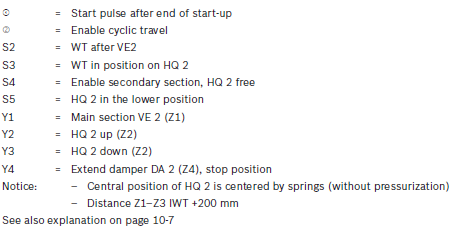 ① = Start pulse after end of start-up
② = Enable cyclic travel
S2 = WT after VE2
S3 = WT in position on HQ 2
S4 = Enable secondary section, HQ 2 free
S5 = HQ 2 in the lower position
Y1 = Main section VE 2 (Z1)
Y2 = HQ 2 up (Z2)
Y3 = HQ 2 down (Z2)
Y4 = Extend damper DA 2 (Z4), stop position
Notice: – Central position of HQ 2 is centered by springs (without pressurization)
– Distance Z1–Z3 lWT +200 mm
See also explanation on page 10-7